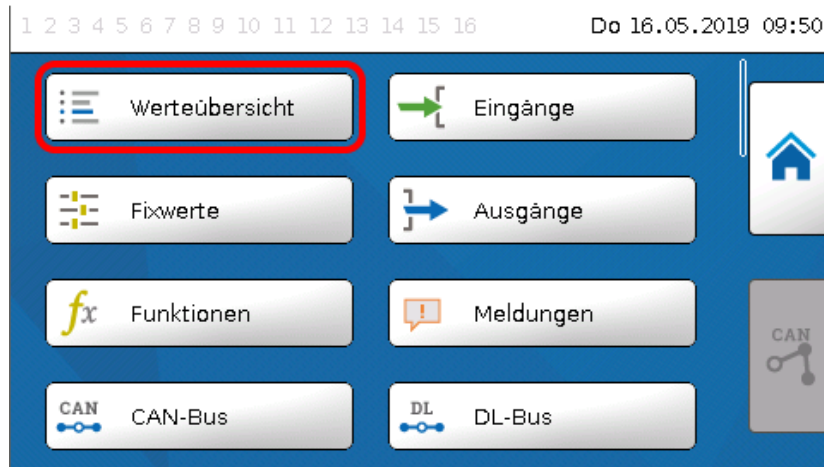 1 2 3 4 5 6 7 8 9 10 11 12 13 14 15 16 Do 16.05.2019 09:50
Werteübersicht Eingänge
Fixwerte Ausgänge
fx Funktionen ! Meldungen
CAN
CAN CAN-Bus DL DL-Bus